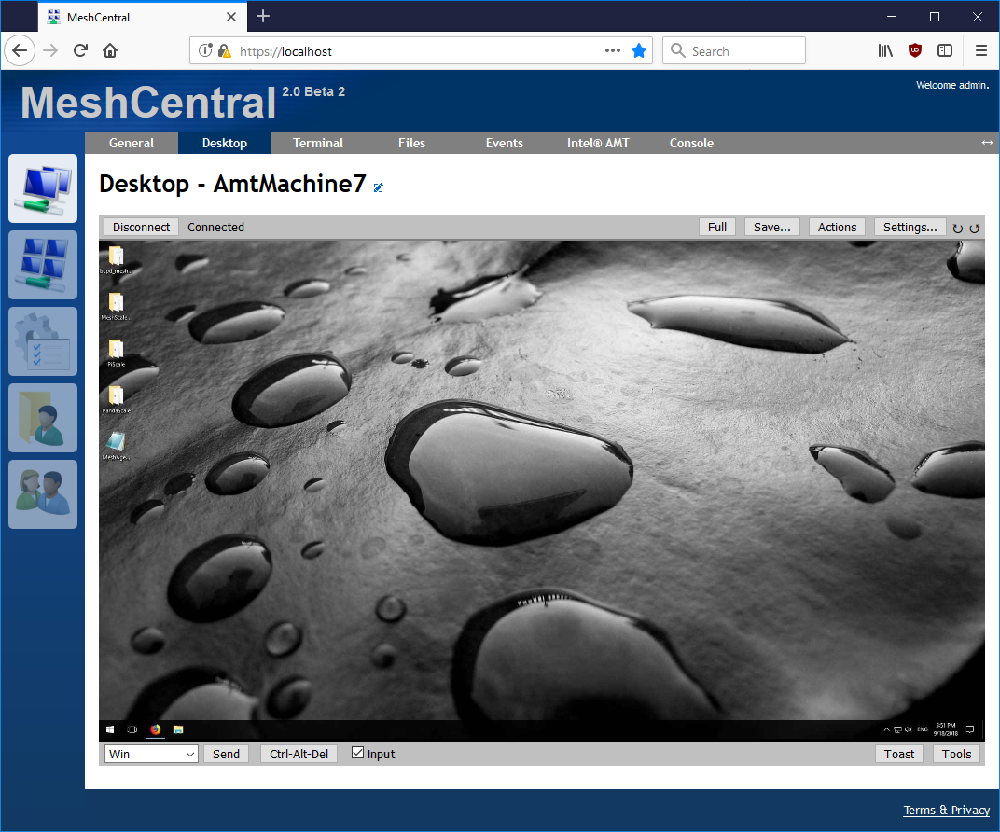 MeshCentral
https://localhost
Search
MeshCentral 2.0 Beta 2
Welcome admin.
General Desktop Terminal Files Events Intel® AMT Console
Desktop - AmtMachine7
Disconnect Connected Full Save... Actions Settings...
bcpd_mesh...
MeshScale...
PiScale
PandaScale
MeshAge...
ENG
5:51 PM
9/18/2018
Win Send Ctrl-Alt-Del Input Toast Tools
Terms & Privacy